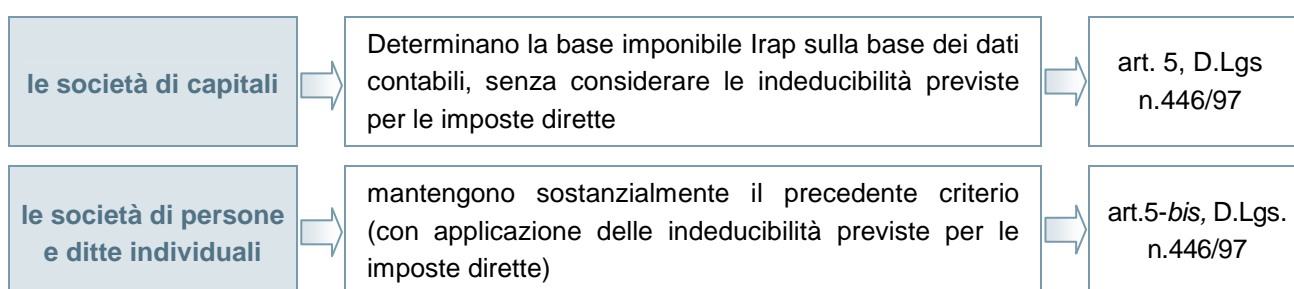 le società di capitali
Determinano la base imponibile Irap sulla base dei dati
contabili, senza considerare le indeducibilità previste
per le imposte dirette
art. 5, D.Lgs
n.446/97
le società di persone
e ditte individuali
mantengono sostanzialmente il precedente criterio
(con applicazione delle indeducibilità previste per le
imposte dirette)
art.5-bis, D.Lgs.
n.446/97